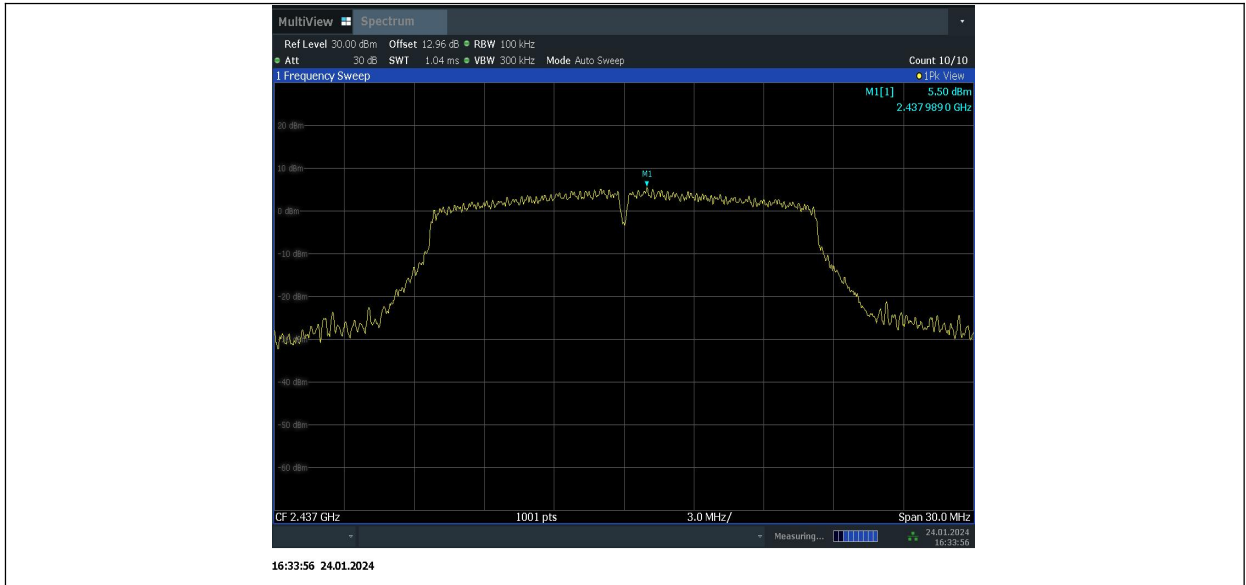 MultiView Spectrum
Ref Level 30.00 dBm Offset 12.96 dB RBW 100 kHz
Att 30 dB SWT 1.04 ms VBW 300 kHz Mode Auto Sweep Count 10/10
1 Frequency Sweep 1Pk View
M1[1] 5.50 dBm
2.437 989 0 GHz
20 dBm
10 dBm
M1
0 dBm
-10 dBm
-20 dBm
-40 dBm
-50 dBm
-60 dBm
CF 2.437 GHz 1001 pts 3.0 MHz/ Span 30.0 MHz
Measuring... 24.01.2024
16:33:56
16:33:56 24.01.2024